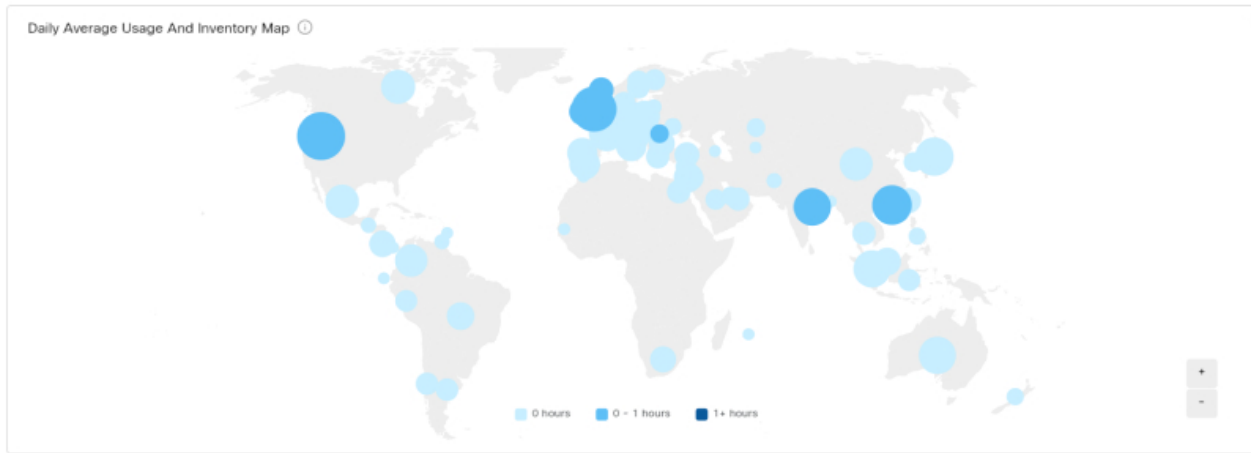 Daily Average Usage And Inventory Map
+
-
0 hours
0 - 1 hours
1+ hours